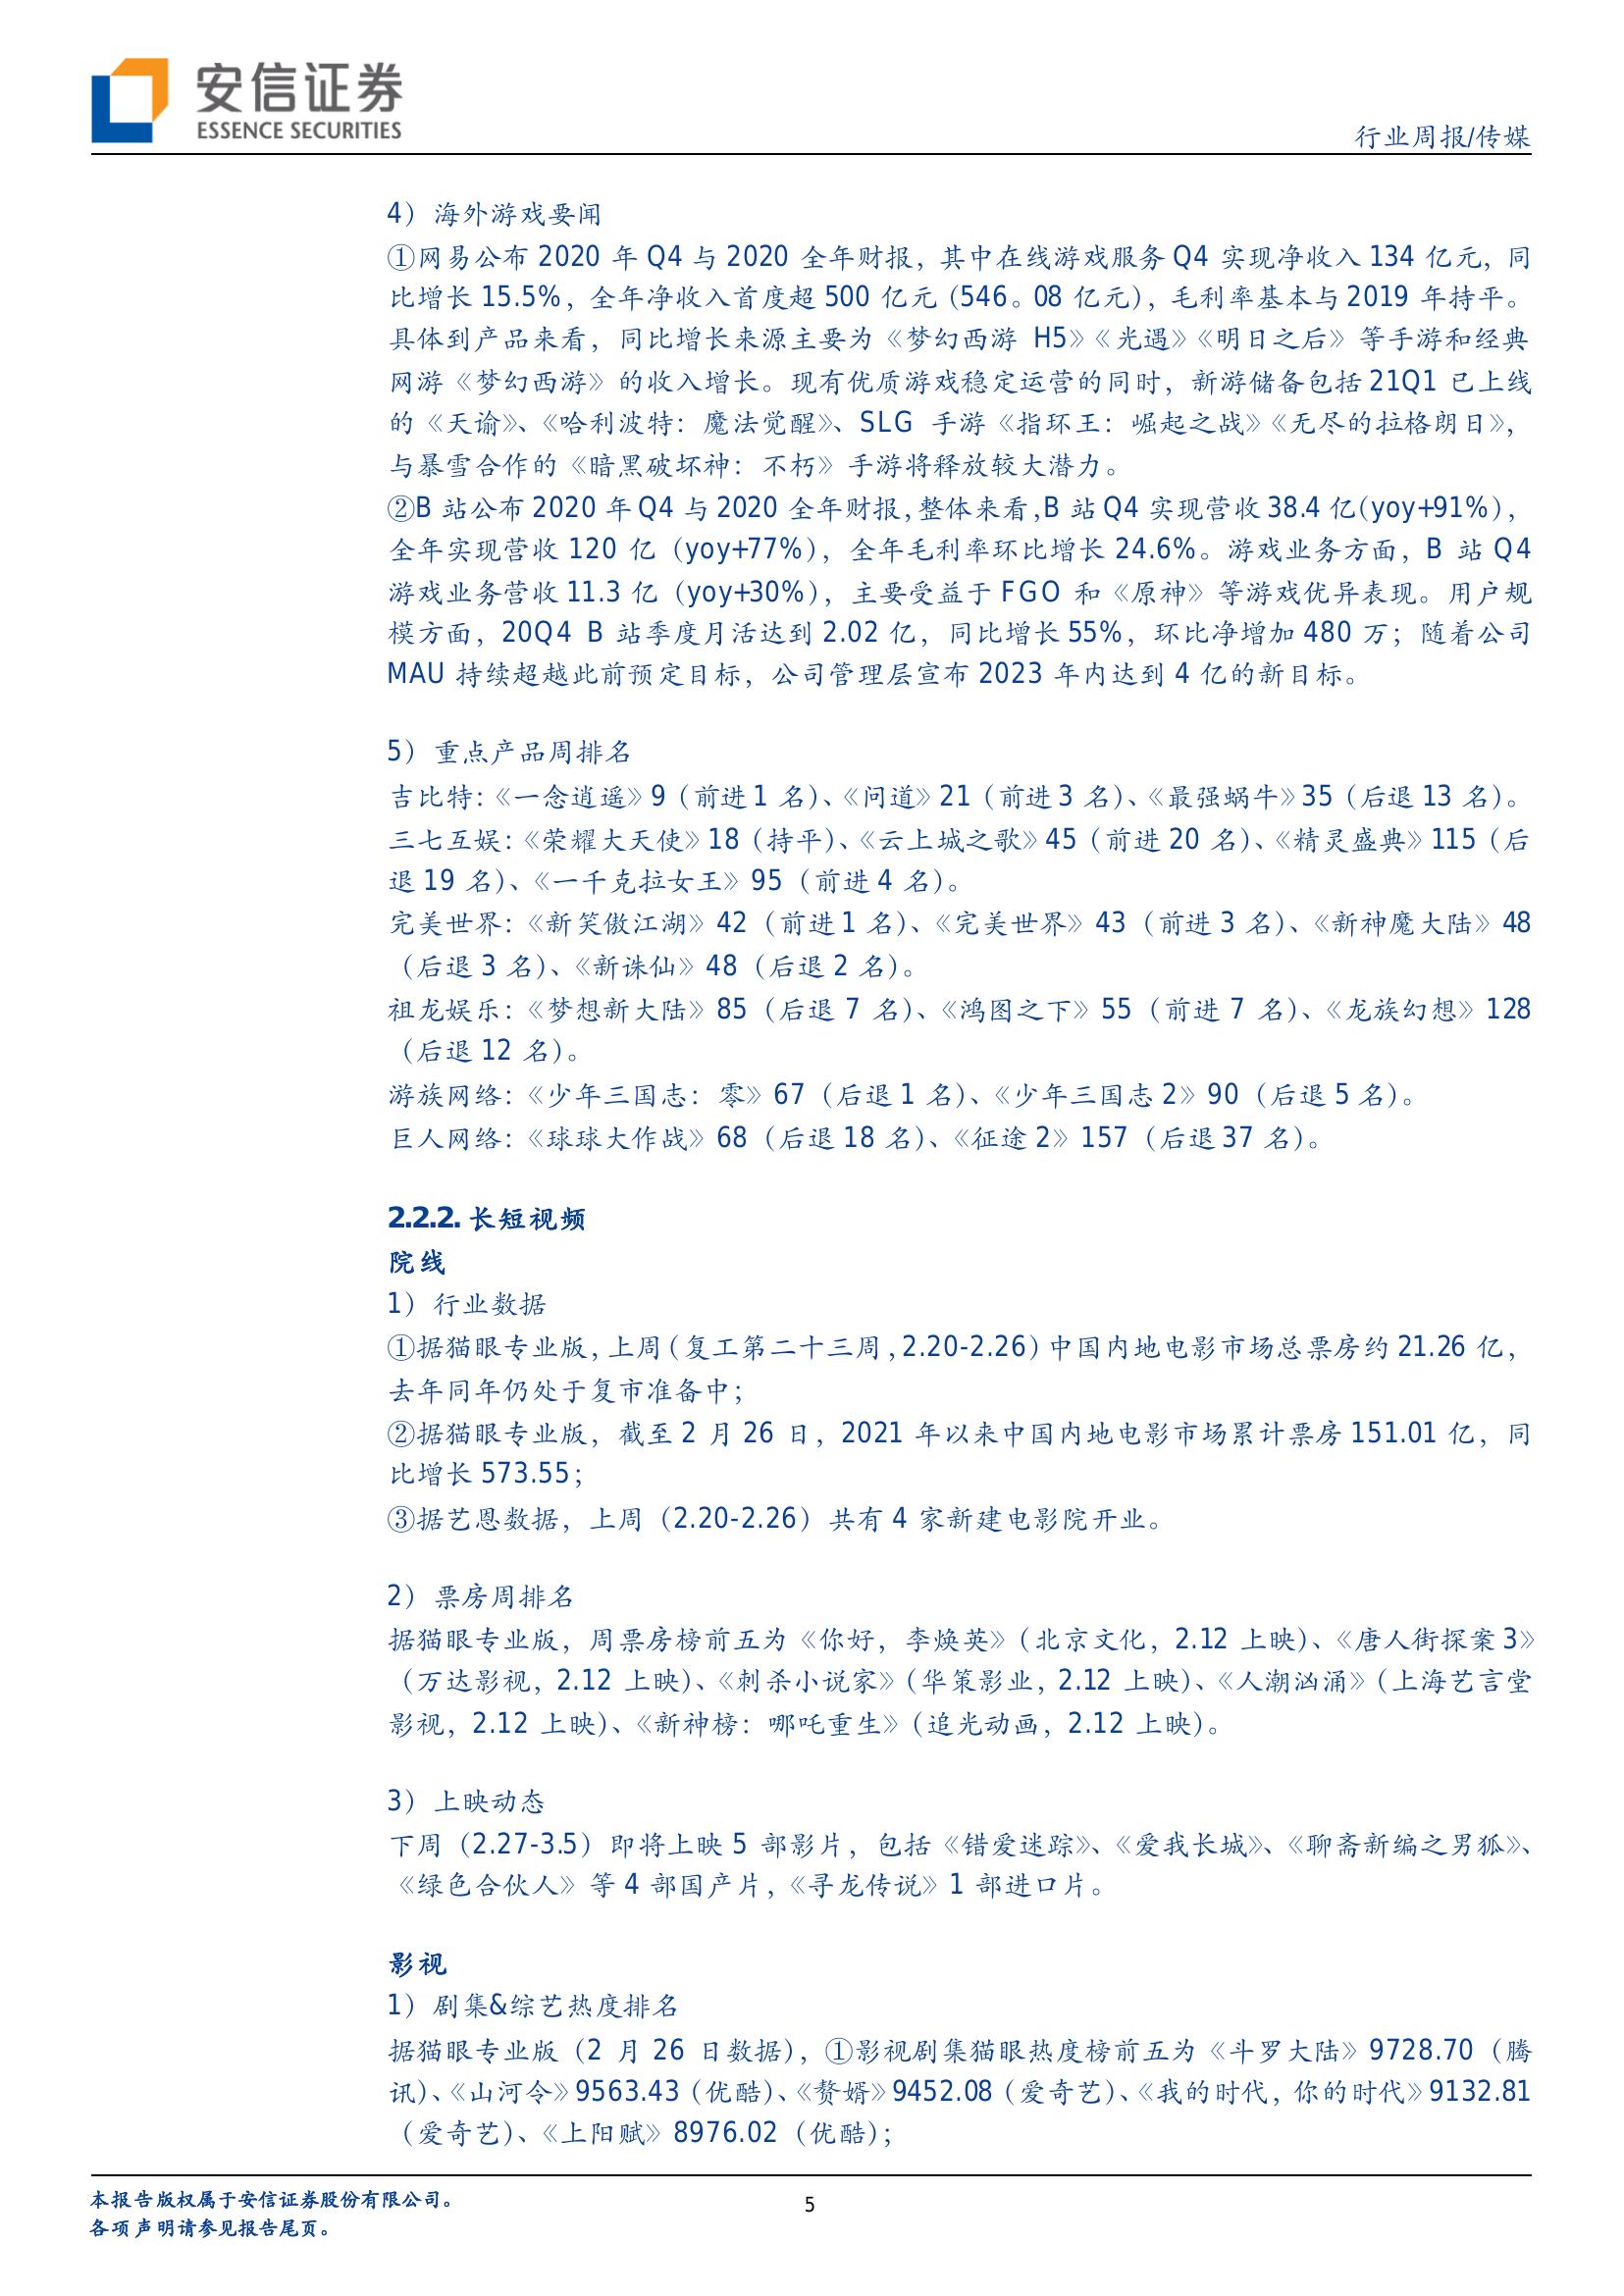 安信证券
ESSENCE SECURITIES
行业周报/传媒
4）海外游戏要闻
①网易公布 2020 年 Q4 与 2020 全年财报，其中在线游戏服务 Q4 实现净收入 134 亿元，同
比增长 15.5%，全年净收入首度超 500 亿元（546。08 亿元），毛利率基本与 2019 年持平。
具体到产品来看，同比增长来源主要为《梦幻西游 H5》《光遇》《明日之后》等手游和经典
网游《梦幻西游》的收入增长。现有优质游戏稳定运营的同时，新游储备包括 21Q1 已上线
的《天谕》、《哈利波特：魔法觉醒》、SLG 手游《指环王：崛起之战》《无尽的拉格朗日》，
与暴雪合作的《暗黑破坏神：不朽》手游将释放较大潜力。
②B 站公布 2020 年 Q4 与 2020 全年财报，整体来看，B 站 Q4 实现营收 38.4 亿（yoy+91%），
全年实现营收 120 亿（yoy+77%），全年毛利率环比增长 24.6%。游戏业务方面，B 站 Q4
游戏业务营收 11.3 亿（yoy+30%），主要受益于 FGO 和《原神》等游戏优异表现。用户规
模方面，20Q4 B 站季度月活达到 2.02 亿，同比增长 55%，环比净增加 480 万；随着公司
MAU 持续超越此前预定目标，公司管理层宣布 2023 年内达到 4 亿的新目标。
5）重点产品周排名
吉比特：《一念逍遥》9（前进 1 名）、《问道》21（前进 3 名）、《最强蜗牛》35（后退 13 名）。
三七互娱：《荣耀大天使》18（持平）、《云上城之歌》45（前进 20 名）、《精灵盛典》115（后
退 19 名）、《一千克拉女王》95（前进 4 名）。
完美世界：《新笑傲江湖》42（前进 1 名）、《完美世界》43（前进 3 名）、《新神魔大陆》48
（后退 3 名）、《新诛仙》48（后退 2 名）。
祖龙娱乐：《梦想新大陆》85（后退 7 名）、《鸿图之下》55（前进 7 名）、《龙族幻想》128
（后退 12 名）。
游族网络：《少年三国志：零》67（后退 1 名）、《少年三国志 2》90（后退 5 名）。
巨人网络：《球球大作战》68（后退 18 名）、《征途 2》157（后退 37 名）。
2.2.2. 长短视频
院线
1）行业数据
①据猫眼专业版，上周（复工第二十三周，2.20-2.26）中国内地电影市场总票房约 21.26 亿，
去年同年仍处于复市准备中；
②据猫眼专业版，截至 2 月 26 日，2021 年以来中国内地电影市场累计票房 151.01 亿，同
比增长 573.55；
③据艺恩数据，上周（2.20-2.26）共有 4 家新建电影院开业。
2）票房周排名
据猫眼专业版，周票房榜前五为《你好，李焕英》（北京文化，2.12 上映）、《唐人街探案 3》
（万达影视，2.12 上映）、《刺杀小说家》（华策影业，2.12 上映）、《人潮汹涌》（上海艺言堂
影视，2.12 上映）、《新神榜：哪吒重生》（追光动画，2.12 上映）。
3）上映动态
下周（2.27-3.5）即将上映 5 部影片，包括《错爱迷踪》、《爱我长城》、《聊斋新编之男狐》、
《绿色合伙人》等 4 部国产片，《寻龙传说》1 部进口片。
影视
1）剧集&综艺热度排名
据猫眼专业版（2 月 26 日数据），①影视剧集猫眼热度榜前五为《斗罗大陆》9728.70（腾
讯）、《山河令》9563.43（优酷）、《赘婿》9452.08（爱奇艺）、《我的时代，你的时代》9132.81
（爱奇艺）、《上阳赋》8976.02（优酷）；
本报告版权属于安信证券股份有限公司。
各项声明请参见报告尾页。
5